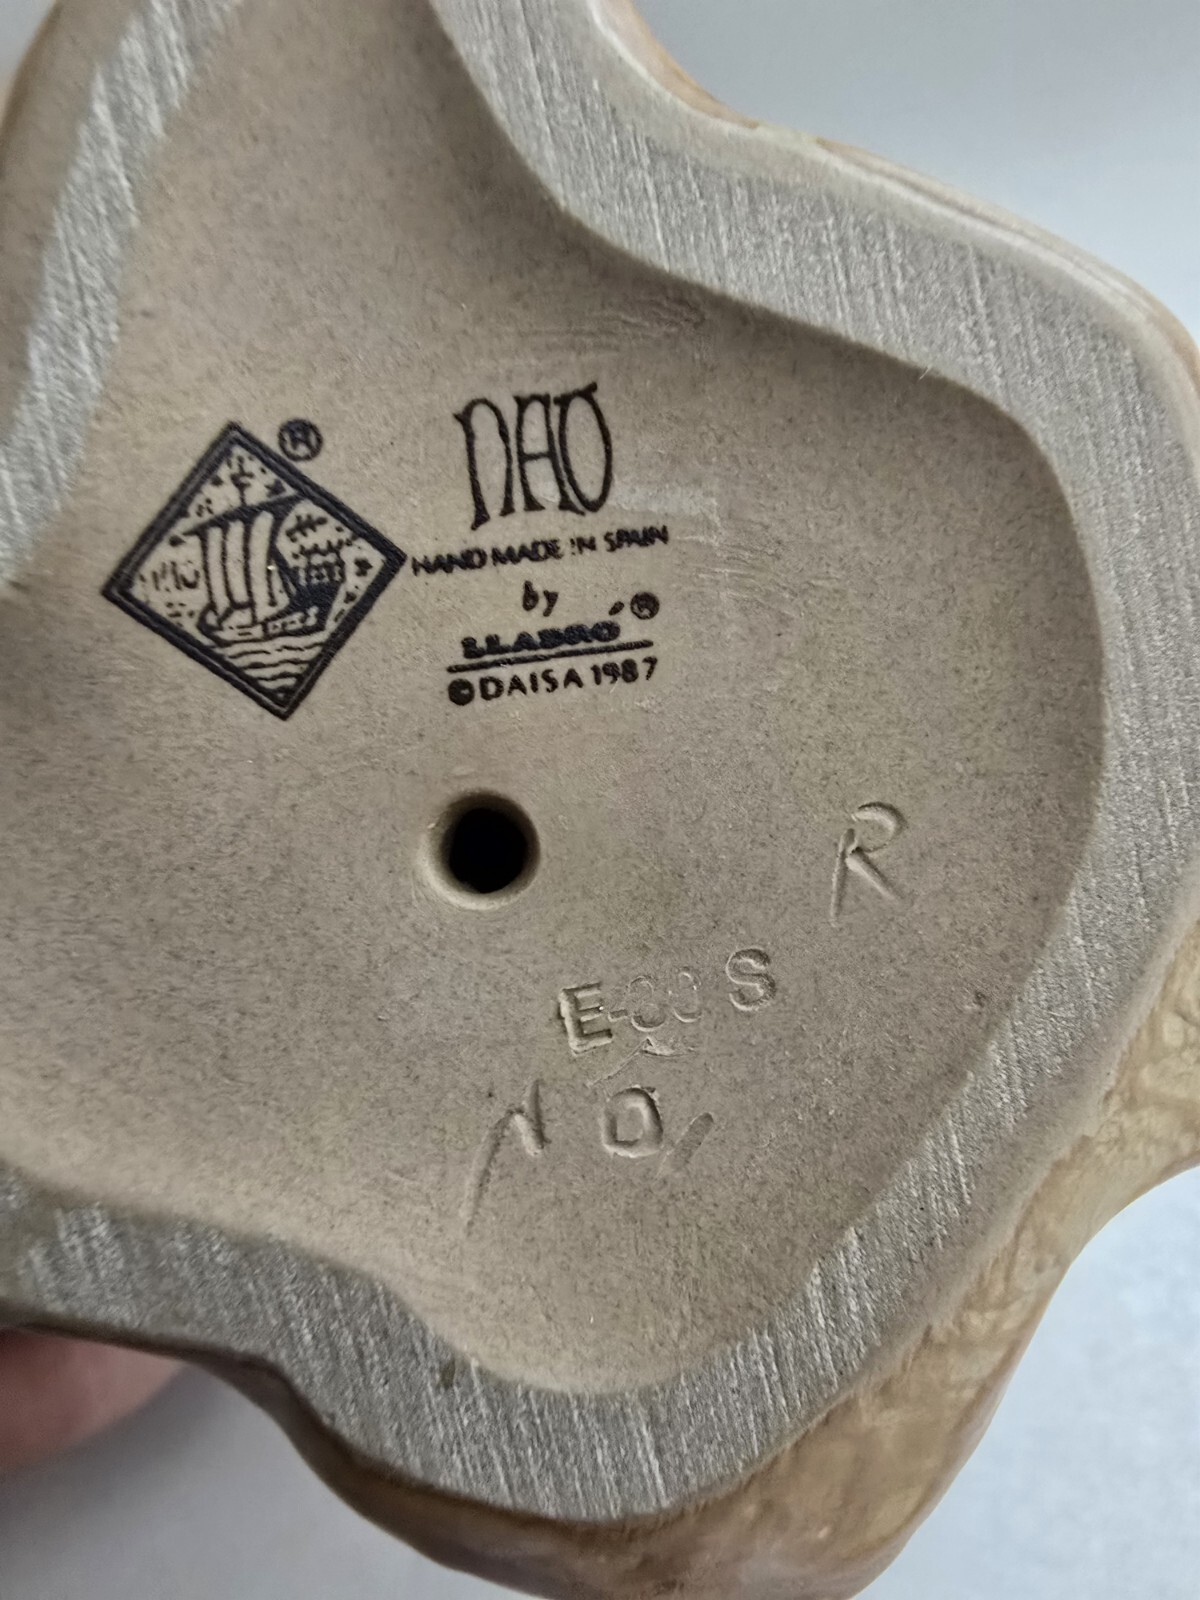 ®
NAO
HAND MADE IN SPAIN
by
LLADRÓ®
© DAISA 1987
R
S